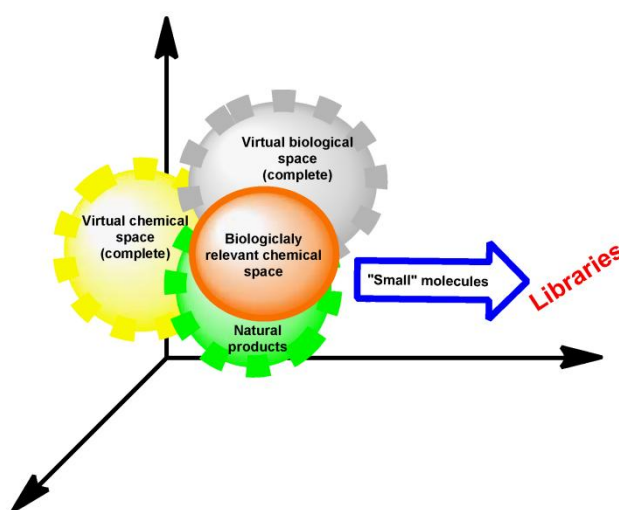 Virtual biological
space
(complete)
Virtual chemical
space
(complete)
Biologiclaly
relevant chemical
space
"Small" molecules
Libraries
Natural
products